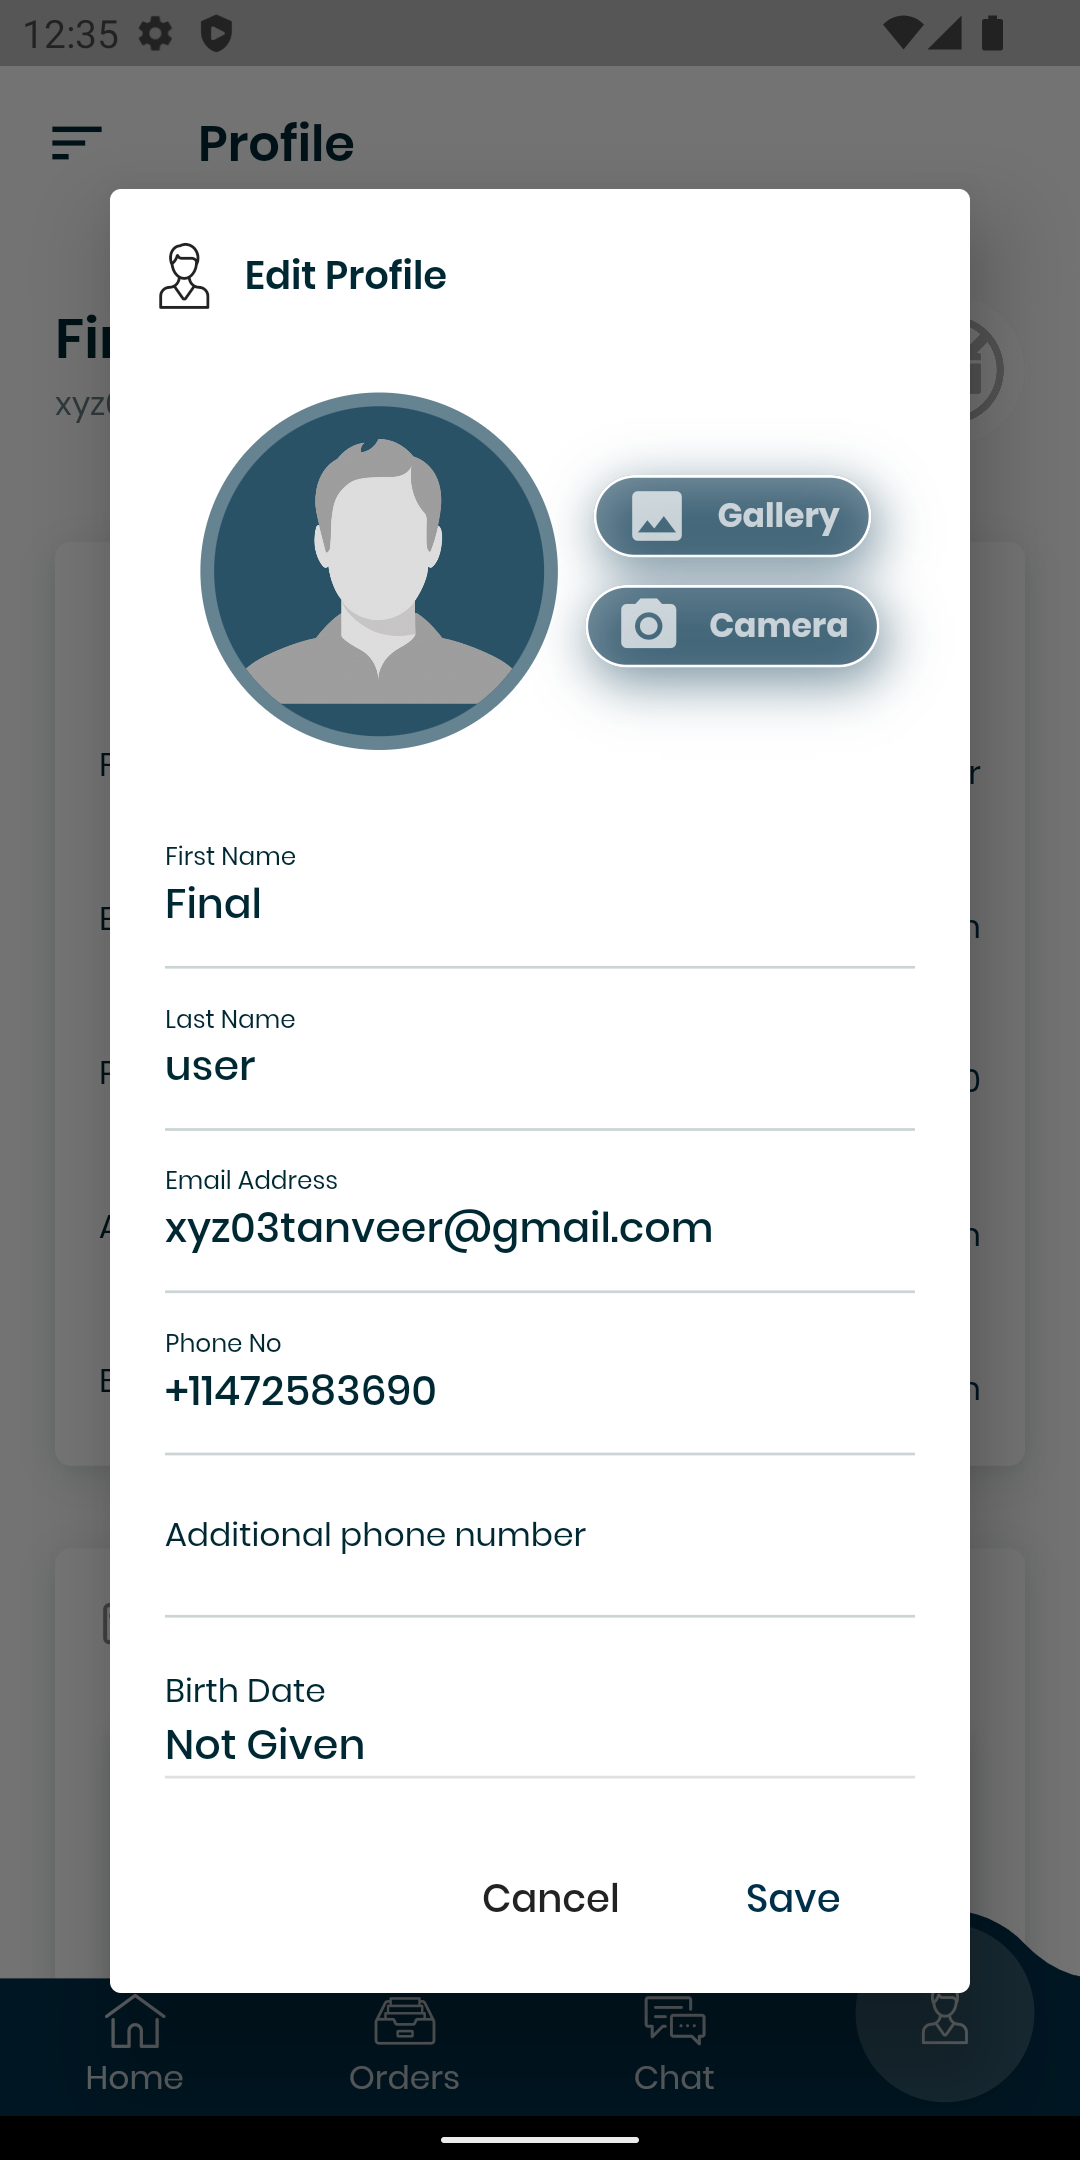 12:35
Profile
Edit Profile
Gallery
Camera
First Name
Final
Last Name
user
Email Address
xyz03tanveer@gmail.com
Phone No
+11472583690
Additional phone number
Birth Date
Not Given
Cancel
Save
Home
Orders
Chat